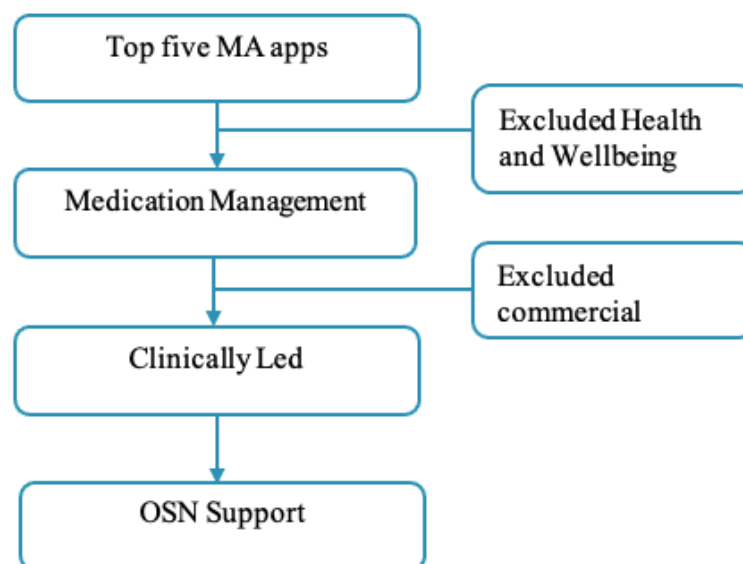 Top five MA apps
Excluded Health
and Wellbeing
Medication Management
Excluded
commercial
Clinically Led
OSN Support